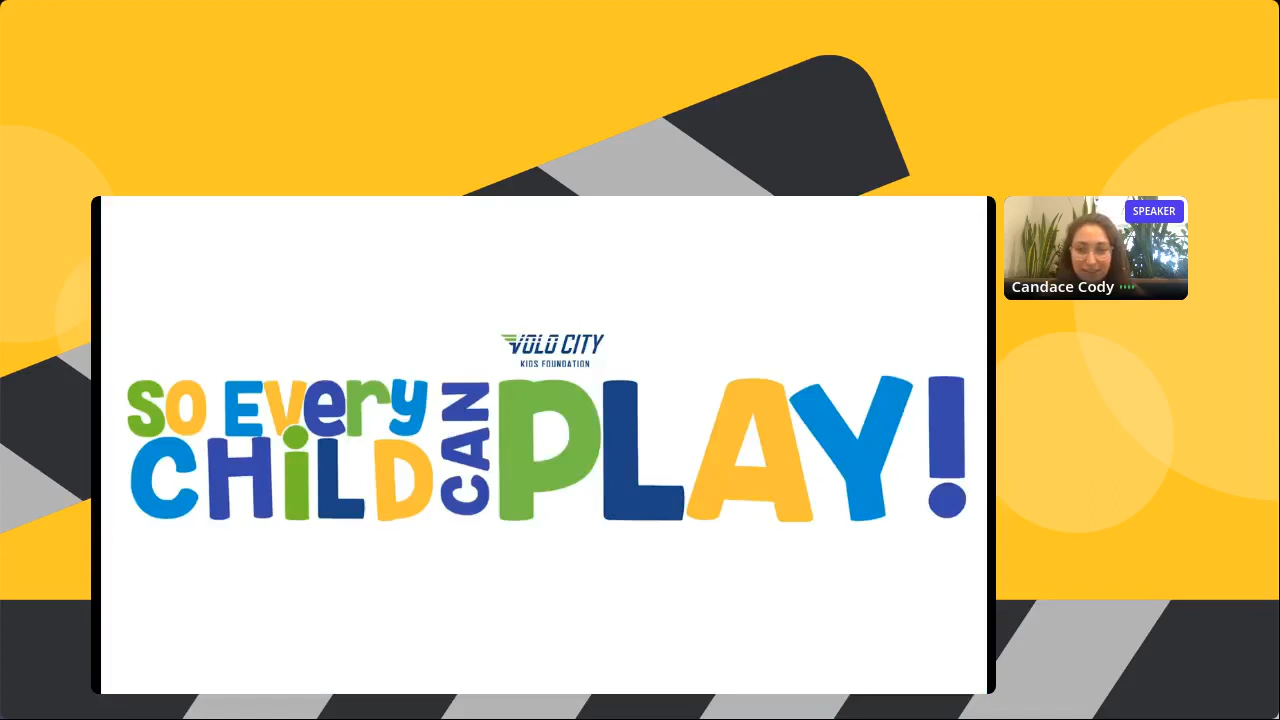 VOLO CITY
KIDS FOUNDATION
SO EVery
CHiLD
CAN
PLAY!
SPEAKER
Candace Cody